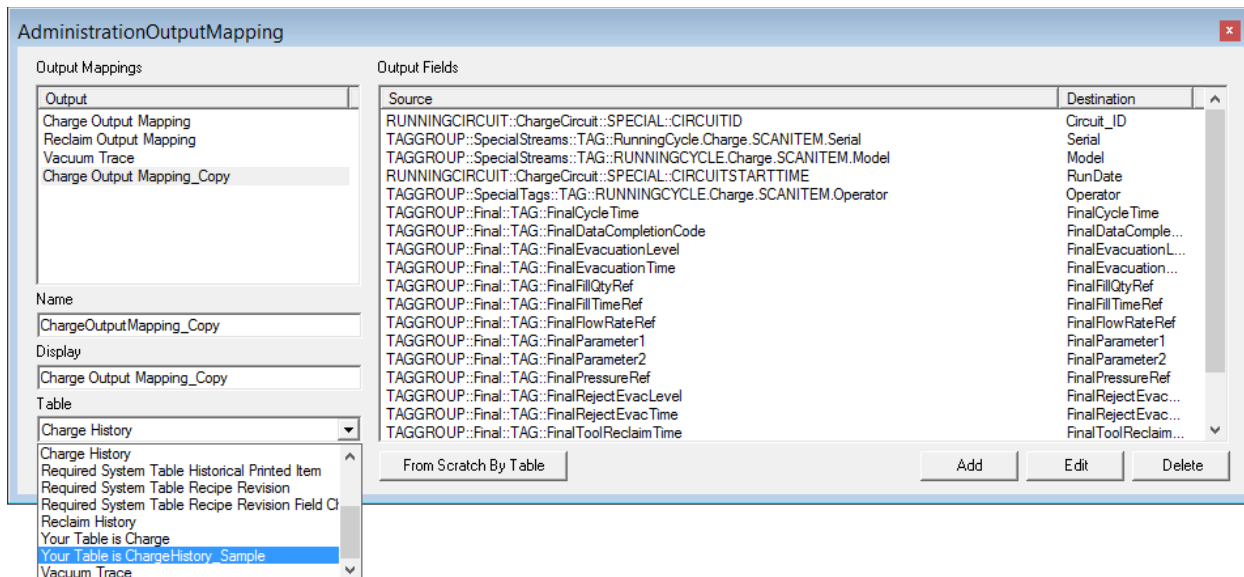 AdministrationOutputMapping
x
Output Mappings
Output
Charge Output Mapping
Reclaim Output Mapping
Vacuum Trace
Charge Output Mapping_Copy
Name
ChargeOutputMapping_Copy
Display
Charge Output Mapping_Copy
Table
Charge History
Charge History
Required System Table Historical Printed Item
Required System Table Recipe Revision
Required System Table Recipe Revision Field Ch
Reclaim History
Your Table is Charge
Your Table is ChargeHistory_Sample
Vacuum Trace
Output Fields
Source Destination
RUNNINGCIRCUIT::ChargeCircuit::SPECIAL::CIRCUITID Circuit_ID
TAGGROUP::SpecialStreams::TAG::RunningCycle.Charge.SCANITEM.Serial Serial
TAGGROUP::SpecialStreams::TAG::RUNNINGCYCLE.Charge.SCANITEM.Model Model
RUNNINGCIRCUIT::ChargeCircuit::SPECIAL::CIRCUITSTARTTIME RunDate
TAGGROUP::SpecialTags::TAG::RUNNINGCYCLE.Charge.SCANITEM.Operator Operator
TAGGROUP::Final::TAG::FinalCycleTime FinalCycleTime
TAGGROUP::Final::TAG::FinalDataCompletionCode FinalDataComple...
TAGGROUP::Final::TAG::FinalEvacuationLevel FinalEvacuationL...
TAGGROUP::Final::TAG::FinalEvacuationTime FinalEvacuation...
TAGGROUP::Final::TAG::FinalFillQtyRef FinalFillQtyRef
TAGGROUP::Final::TAG::FinalFillTimeRef FinalFillTimeRef
TAGGROUP::Final::TAG::FinalFlowRateRef FinalFlowRateRef
TAGGROUP::Final::TAG::FinalParameter1 FinalParameter1
TAGGROUP::Final::TAG::FinalParameter2 FinalParameter2
TAGGROUP::Final::TAG::FinalPressureRef FinalPressureRef
TAGGROUP::Final::TAG::FinalRejectEvacLevel FinalRejectEvac...
TAGGROUP::Final::TAG::FinalRejectEvacTime FinalRejectEvac...
TAGGROUP::Final::TAG::FinalToolReclaimTime FinalToolReclaim...
From Scratch By Table
Add
Edit
Delete